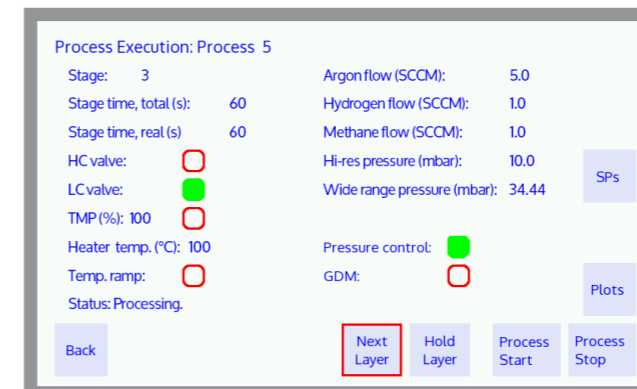 Process Execution: Process 5
Stage: 3
Stage time, total (s): 60
Stage time, real (s) 60
HC valve:
LC valve:
TMP (%): 100
Heater temp. (°C): 100
Temp. ramp:
Status: Processing.
Argon flow (SCCM): 5.0
Hydrogen flow (SCCM): 1.0
Methane flow (SCCM): 1.0
Hi-res pressure (mbar): 10.0
Wide range pressure (mbar): 34.44
Pressure control:
GDM:
SPs
Plots
Back
Next
Layer
Hold
Layer
Process
Start
Process
Stop